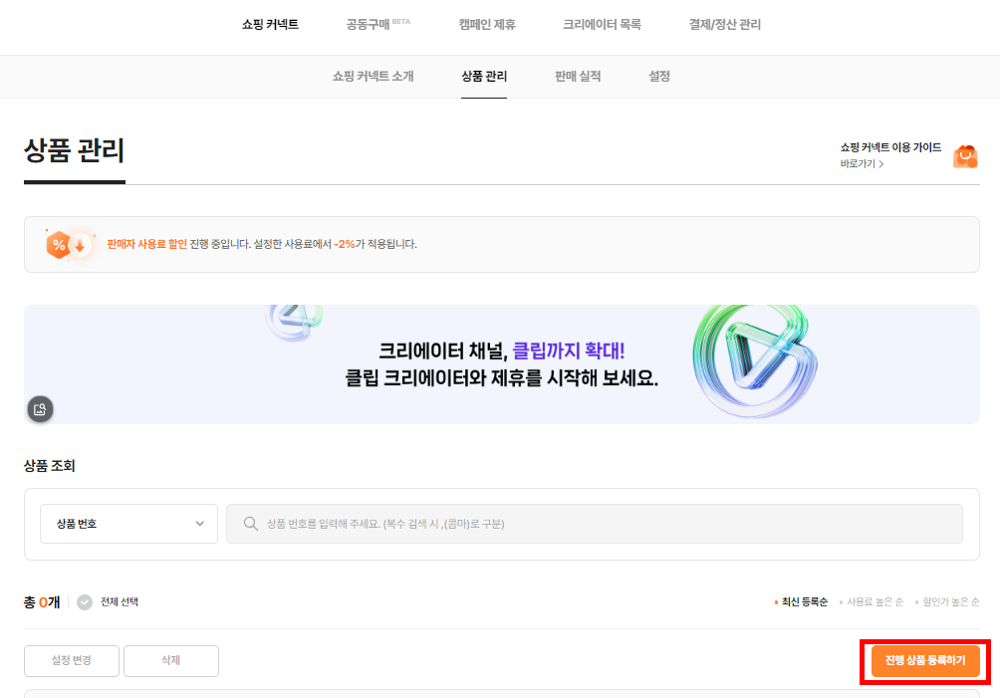 쇼핑 커넥트 공동구매 BETA 캠페인 제휴 크리에이터 목록 결제/정산 관리
쇼핑 커넥트 소개 상품 관리 판매 실적 설정
상품 관리
쇼핑 커넥트 이용 가이드
바로가기 >
% 판매자 사용료 할인 진행 중입니다. 설정한 사용료에서 -2%가 적용됩니다.
크리에이터 채널, 클립까지 확대!
클립 크리에이터와 제휴를 시작해 보세요.
상품 조회
상품 번호 상품 번호를 입력해 주세요. (복수 검색 시 ,(콤마)로 구분)
총 0개 전체 선택 최신 등록순 사용료 높은 순 할인가 높은 순
설정 변경 삭제 진행 상품 등록하기